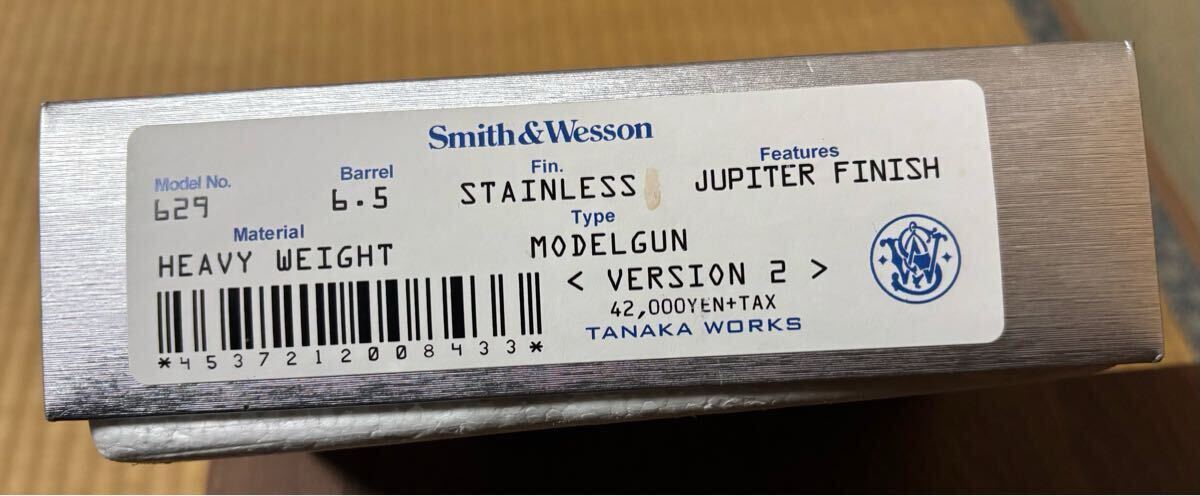 Smith&Wesson
Model No. Barrel Fin. Features
629 6.5 STAINLESS JUPITER FINISH
Material Type
HEAVY WEIGHT MODELGUN
< VERSION 2 >
42,000YEN+TAX
TANAKA WORKS
*4537212008433*